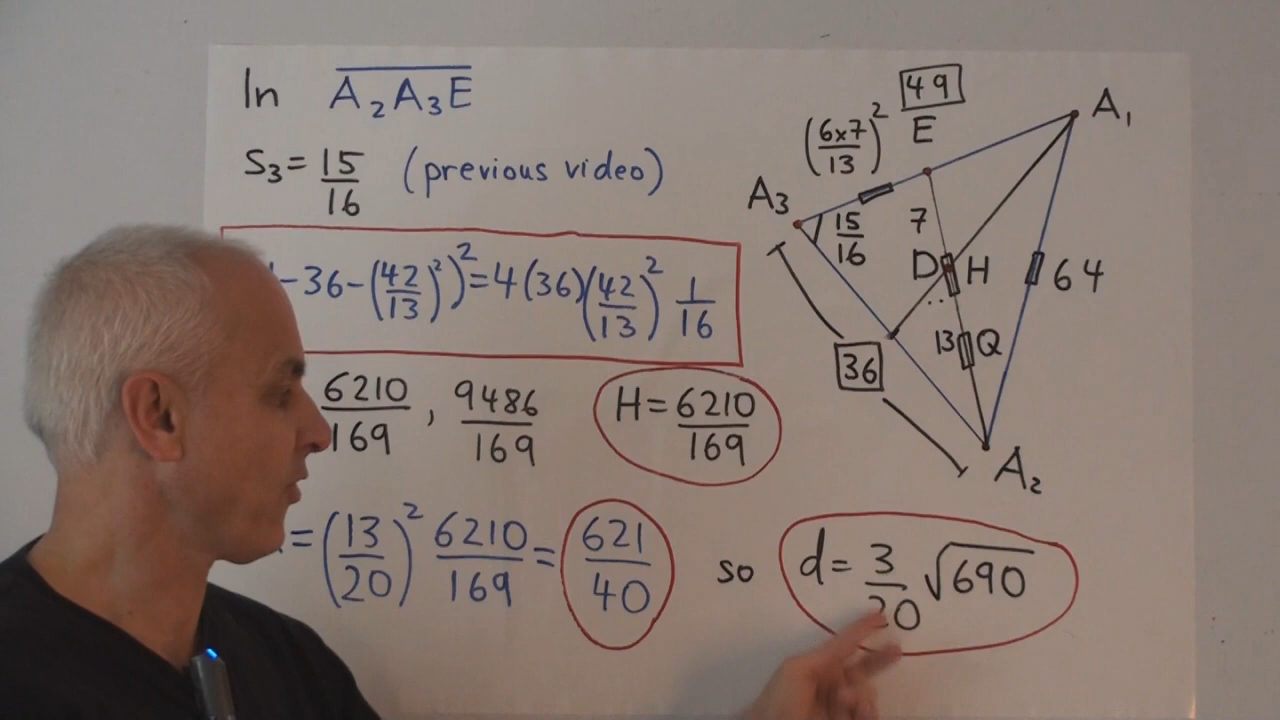 In A₂A₃E
S₃ = 15/16 (previous video)
-36-((42/13)²)²=4(36)(42/13)² 1/16
6210/169, 9486/169 H=6210/169
=(13/20)² 6210/169 = 621/40 so d=3/20 √690
49
(6x7/13)² E
A₁
A₃
15/16
7
D H
64
13 Q
36
A₂